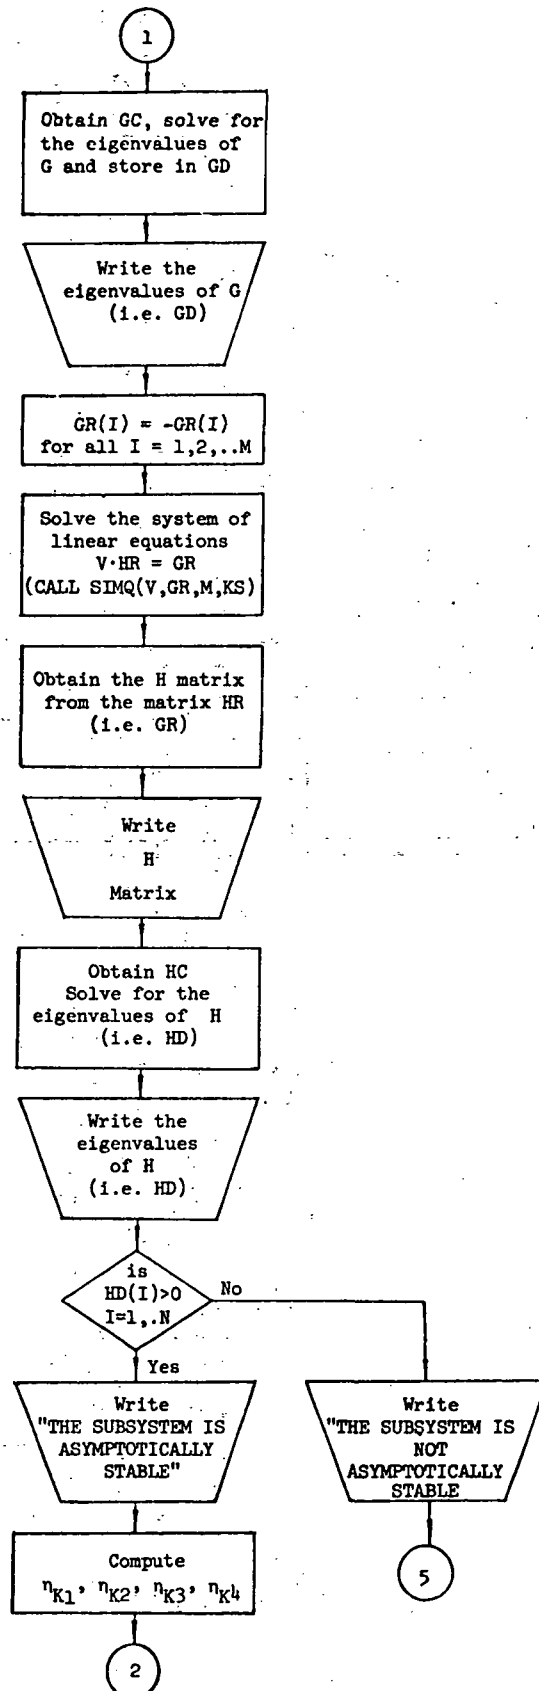 1
Obtain GC, solve for
the eigenvalues of
G and store in GD
Write the
eigenvalues of G
(i.e. GD)
GR(I) = -GR(I)
for all I = 1,2,..M
Solve the system of
linear equations
V·HR = GR
(CALL SIMQ(V,GR,M,KS)
Obtain the H matrix
from the matrix HR
(i.e. GR)
Write
H
Matrix
Obtain HC
Solve for the
eigenvalues of H
(i.e. HD)
Write the
eigenvalues
of H
(i.e. HD)
is
HD(I)>0
I=1,.N
No
Yes
Write
"THE SUBSYSTEM IS
ASYMPTOTICALLY
STABLE"
Write
"THE SUBSYSTEM IS
NOT
ASYMPTOTICALLY
STABLE
Compute
η_K1, η_K2, η_K3, η_K4
5
2